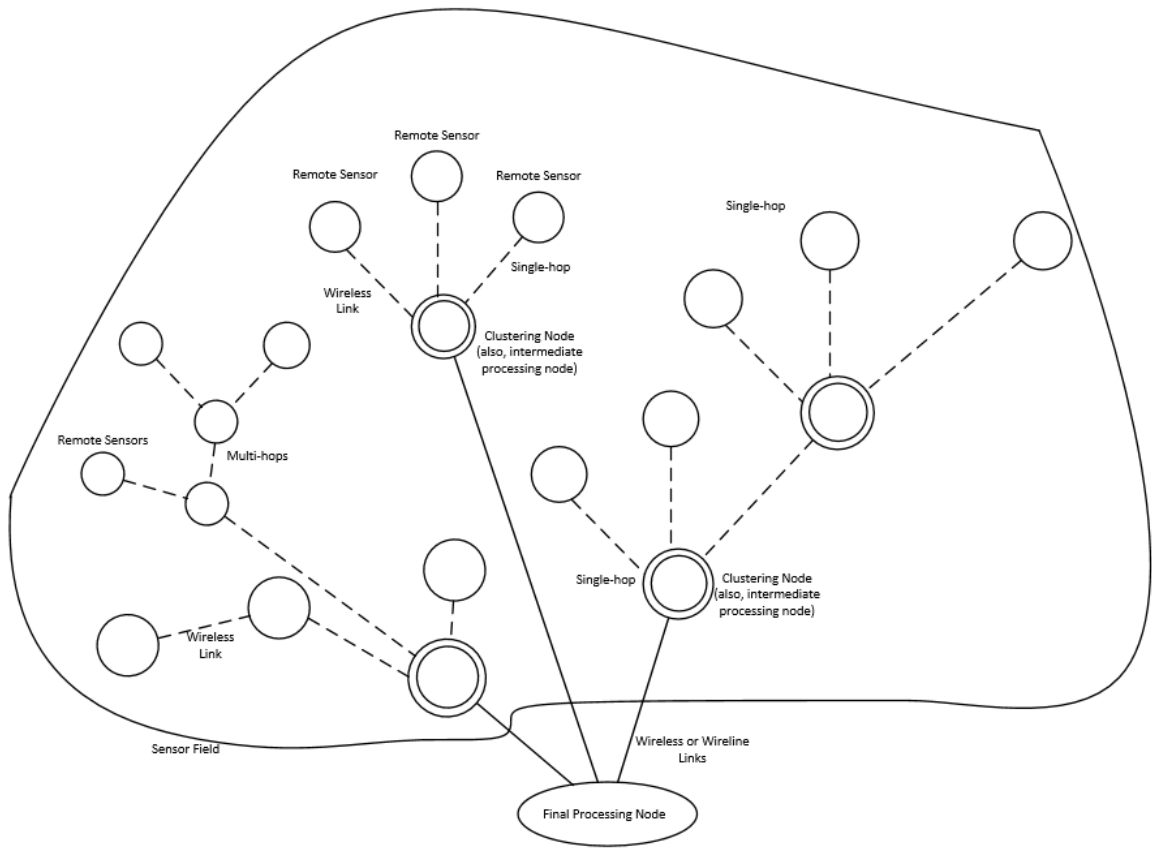 Remote Sensor
Remote Sensor
Remote Sensor
Single-hop
Single-hop
Wireless
Link
Clustering Node
(also, intermediate
processing node)
Remote Sensors
Multi-hops
Single-hop
Clustering Node
(also, intermediate
processing node)
Wireless
Link
Sensor Field
Wireless or Wireline
Links
Final Processing Node